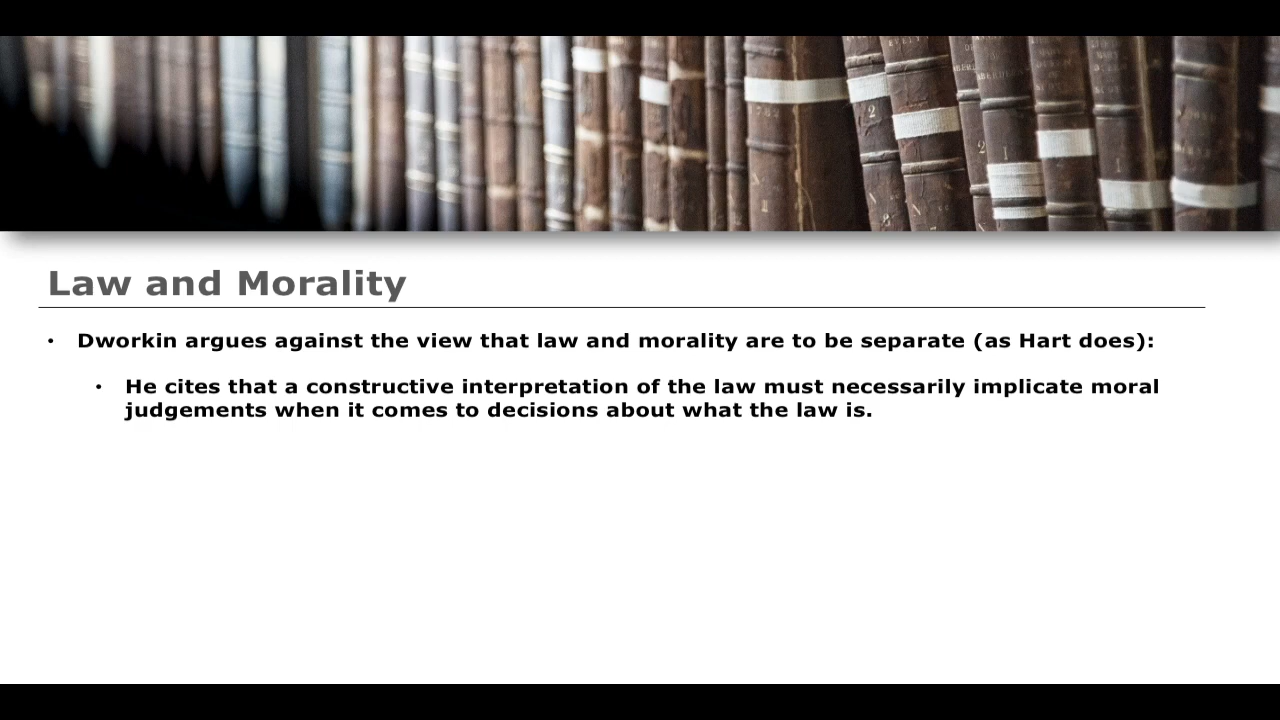 Law and Morality
• Dworkin argues against the view that law and morality are to be separate (as Hart does):
• He cites that a constructive interpretation of the law must necessarily implicate moral
judgements when it comes to decisions about what the law is.